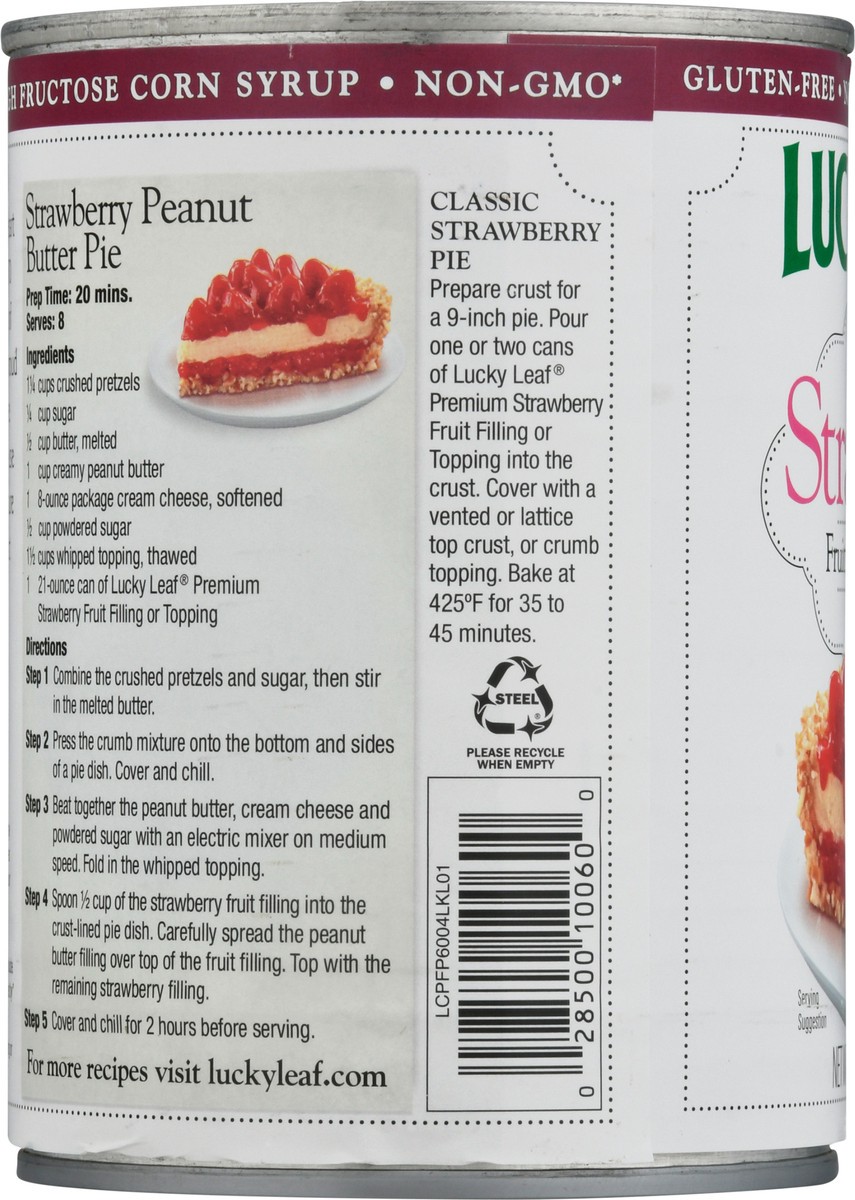 FRUCTOSE CORN SYRUP • NON-GMO*
GLUTEN-FREE •
Strawberry Peanut
Butter Pie
Prep Time: 20 mins.
Serves: 8
Ingredients
1¼ cups crushed pretzels
¼ cup sugar
½ cup butter, melted
1 cup creamy peanut butter
1 8-ounce package cream cheese, softened
½ cup powdered sugar
1½ cups whipped topping, thawed
1 21-ounce can of Lucky Leaf® Premium
Strawberry Fruit Filling or Topping
Directions
Step 1 Combine the crushed pretzels and sugar, then stir
in the melted butter.
Step 2 Press the crumb mixture onto the bottom and sides
of a pie dish. Cover and chill.
Step 3 Beat together the peanut butter, cream cheese and
powdered sugar with an electric mixer on medium
speed. Fold in the whipped topping.
Step 4 Spoon ½ cup of the strawberry fruit filling into the
crust-lined pie dish. Carefully spread the peanut
butter filling over top of the fruit filling. Top with the
remaining strawberry filling.
Step 5 Cover and chill for 2 hours before serving.
For more recipes visit luckyleaf.com
CLASSIC
STRAWBERRY
PIE
Prepare crust for
a 9-inch pie. Pour
one or two cans
of Lucky Leaf®
Premium Strawberry
Fruit Filling or
Topping into the
crust. Cover with a
vented or lattice
top crust, or crumb
topping. Bake at
425ºF for 35 to
45 minutes.
STEEL®
PLEASE RECYCLE
WHEN EMPTY
LCPFP6004LKL01
0 28500 10060 0
LUC
Str
Frui
Serving
Suggestion
NE